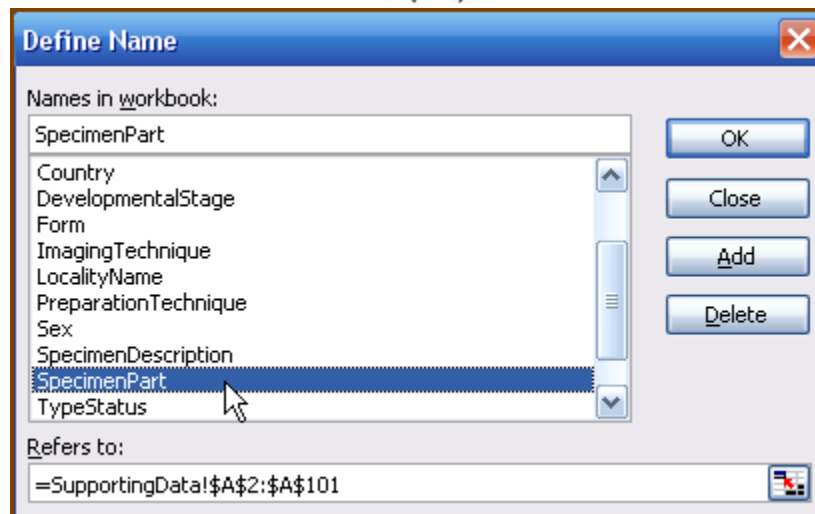 Define Name
Names in workbook:
SpecimenPart
OK
Country
DevelopmentalStage
Close
Form
ImagingTechnique
Add
LocalityName
PreparationTechnique
Delete
Sex
SpecimenDescription
SpecimenPart
TypeStatus
Refers to:
=SupportingData!$A$2:$A$101